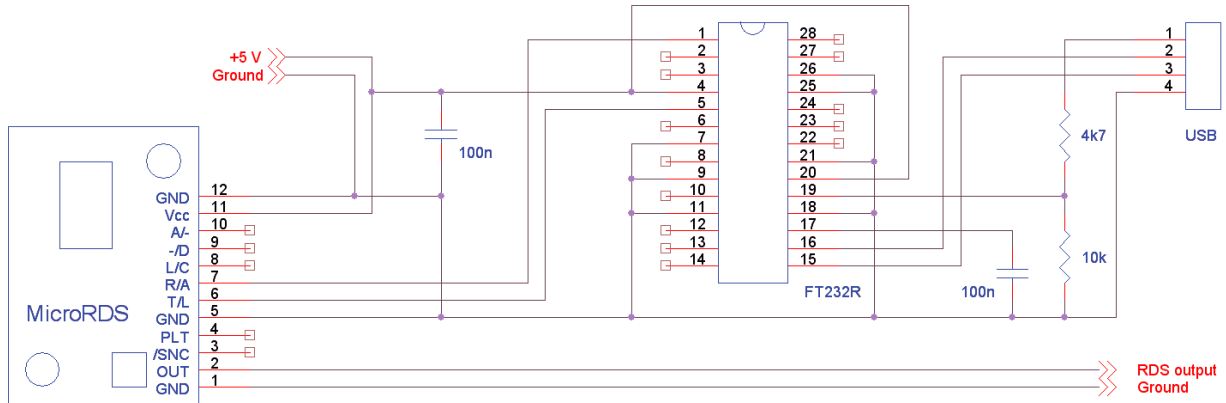 +5 V
Ground
MicroRDS
GND 12
Vcc 11
A/- 10
-/D 9
L/C 8
R/A 7
T/L 6
GND 5
PLT 4
/SNC 3
OUT 2
GND 1
100n
1 28
2 27
3 26
4 25
5 24
6 23
7 22
8 21
9 20
10 19
11 18
12 17
13 16
14 15
FT232R
100n
4k7
10k
1
2
3
4
USB
RDS output
Ground